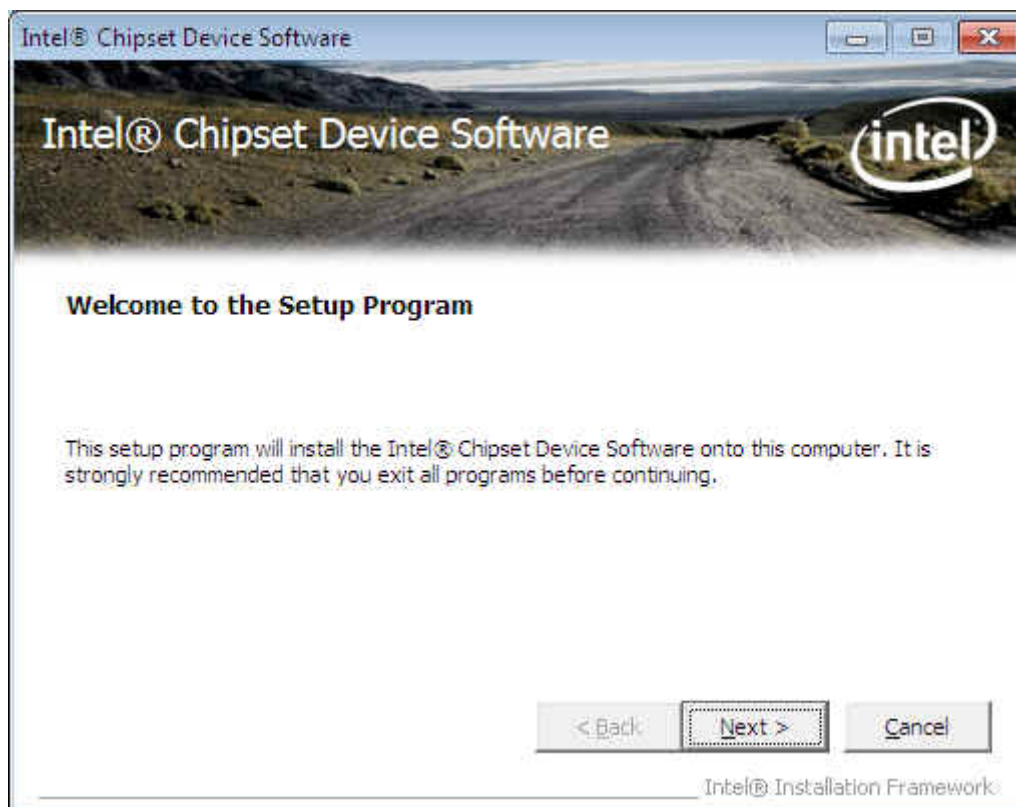 Intel® Chipset Device Software
Intel® Chipset Device Software
intel®
Welcome to the Setup Program
This setup program will install the Intel® Chipset Device Software onto this computer. It is
strongly recommended that you exit all programs before continuing.
< Back
Next >
Cancel
Intel® Installation Framework